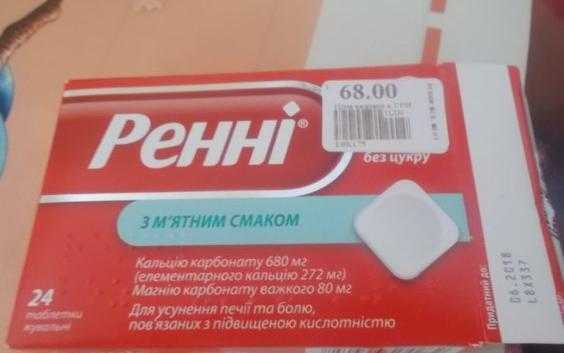 68.00
Ренні®
без цукру
З М'ЯТНИМ СМАКОМ
Кальцію карбонату 680 мг
(елементарного кальцію 272 мг)
Магнію карбонату важкого 80 мг
Для усунення печії та болю,
пов'язаних з підвищеною кислотністю
24
таблетки
жувальні
Придатний до:
06.2018
L8X337